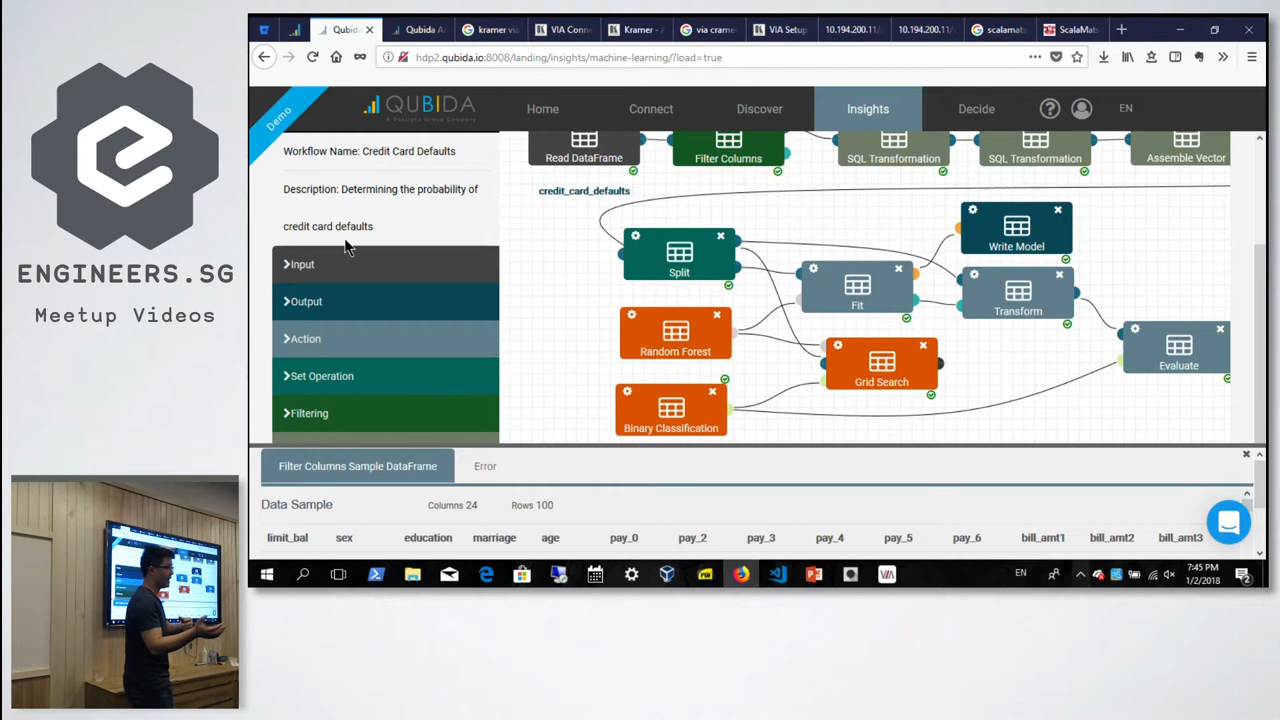 ENGINEERS.SG
Meetup Videos
Qubida
Qubida An
kramer vi
VIA Conn
Kramer - A
via crame
VIA Setup
10.194.200.11/
10.194.200.11/
scalamats
ScalaMat
hdp2.qubida.io:8008/landing/insights/machine-learning/?load=true
Demo
QUBIDA
Home
Connect
Discover
Insights
Decide
EN
Workflow Name: Credit Card Defaults
Description: Determining the probability of
credit card defaults
Input
Output
Action
Set Operation
Filtering
Read DataFrame
Filter Columns
SQL Transformation
SQL Transformation
Assemble Vector
credit_card_defaults
Write Model
Split
Fit
Transform
Random Forest
Grid Search
Evaluate
Binary Classification
Filter Columns Sample DataFrame
Error
Data Sample
Columns 24
Rows 100
limit_bal sex education marriage age pay_0 pay_2 pay_3 pay_4 pay_5 pay_6 bill_amt1 bill_amt2 bill_amt3
EN
7:45 PM
1/2/2018